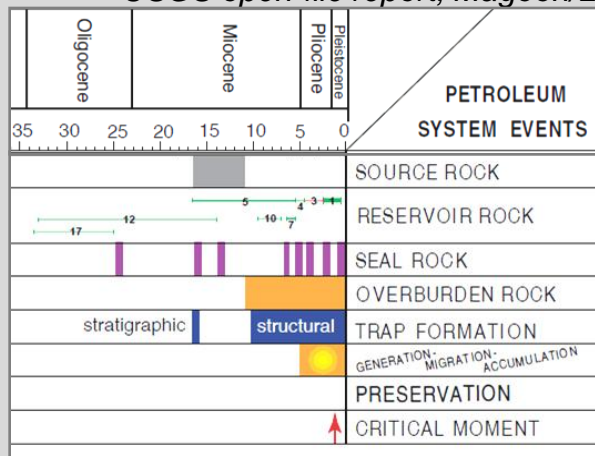 Oligocene
Miocene
Pliocene
Pleistocene
PETROLEUM
SYSTEM EVENTS
35 30 25 20 15 10 5 0
SOURCE ROCK
5 4 3 1
12 10 7
17
RESERVOIR ROCK
SEAL ROCK
OVERBURDEN ROCK
stratigraphic structural TRAP FORMATION
GENERATION-MIGRATION-ACCUMULATION
PRESERVATION
CRITICAL MOMENT